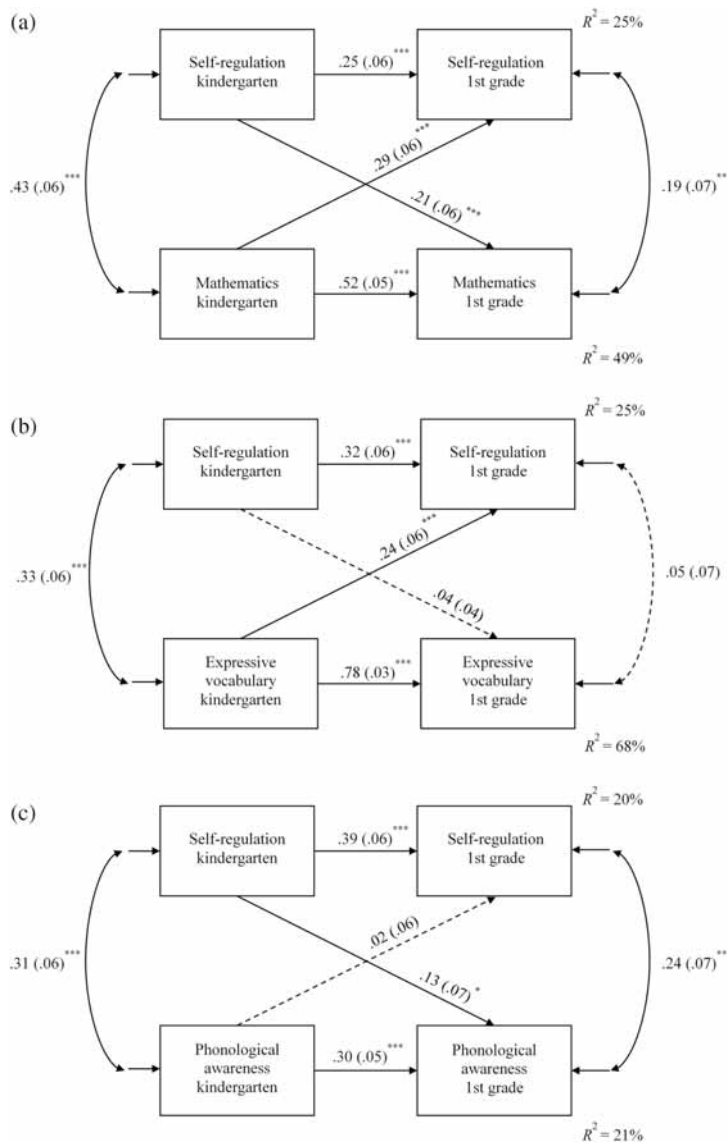 (a)
R² = 25%
Self-regulation
kindergarten
.25 (.06)***
Self-regulation
1st grade
.29 (.06)***
.43 (.06)***
.21 (.06)***
.19 (.07)**
Mathematics
kindergarten
.52 (.05)***
Mathematics
1st grade
R² = 49%
(b)
R² = 25%
Self-regulation
kindergarten
.32 (.06)***
Self-regulation
1st grade
.24 (.06)***
.33 (.06)***
.04 (.04)
.05 (.07)
Expressive
vocabulary
kindergarten
.78 (.03)***
Expressive
vocabulary
1st grade
R² = 68%
(c)
R² = 20%
Self-regulation
kindergarten
.39 (.06)***
Self-regulation
1st grade
.02 (.06)
.31 (.06)***
.13 (.07)*
.24 (.07)**
Phonological
awareness
kindergarten
.30 (.05)***
Phonological
awareness
1st grade
R² = 21%